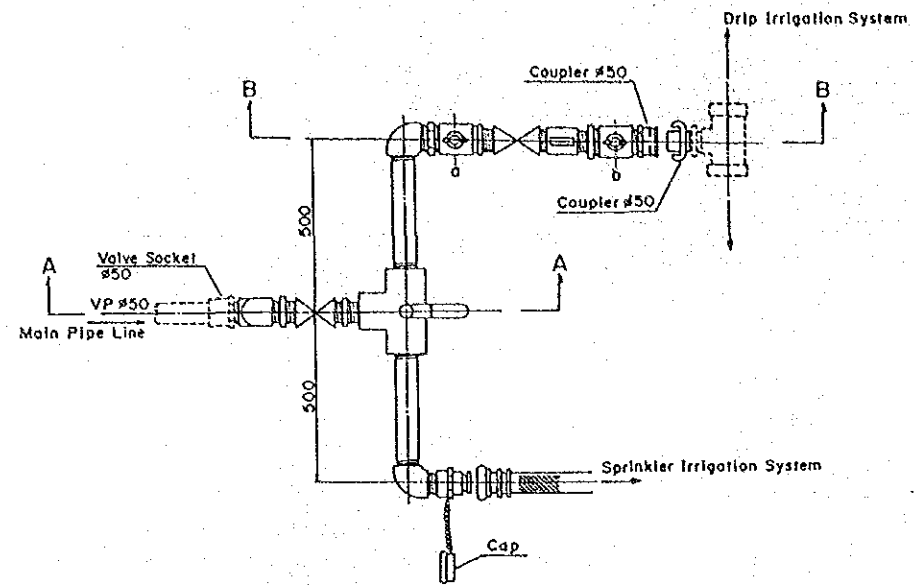 Drip Irrigation System
Coupler ø50
B
B
a
b
Coupler ø50
500
A
A
Valve Socket
ø50
VP ø50
Main Pipe Line
500
Sprinkler Irrigation System
Cap